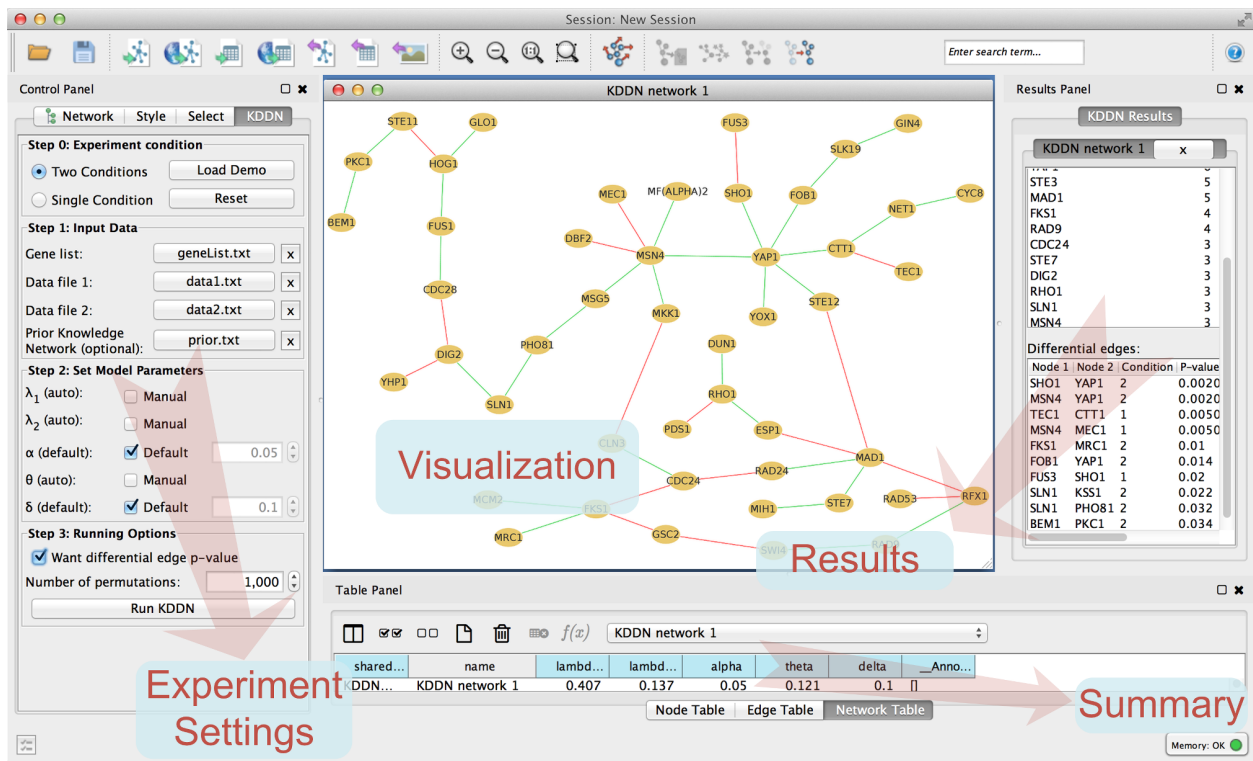 Session: New Session
Enter search term...
Control Panel
Network Style Select KDDN
Step 0: Experiment condition
Two Conditions Load Demo
Single Condition Reset
Step 1: Input Data
Gene list: geneList.txt x
Data file 1: data1.txt x
Data file 2: data2.txt x
Prior Knowledge
Network (optional): prior.txt x
Step 2: Set Model Parameters
λ1 (auto): Manual
λ2 (auto): Manual
α (default): Default 0.05
θ (auto): Manual
δ (default): Default 0.1
Step 3: Running Options
Want differential edge p-value
Number of permutations: 1,000
Run KDDN
Experiment
Settings
KDDN network 1
STE11 GLO1 FUS3 GIN4
PKC1 HOG1 SLK19
MEC1 MF(ALPHA)2 SHO1 FOB1 CYC8
BEM1 FUS1 NET1
DBF2 MSN4 YAP1 CTT1
TEC1
CDC28 MSG5 STE12
MKK1 YOX1
DIG2 PHO81 DUN1
YHP1 SLN1 RHO1
PDS1 ESP1
CLN3 MAD1
Visualization
CDC24 RAD24
MCM2 FKS1 MIH1 STE7 RAD53 RFX1
MRC1 GSC2 SWI4
Results
Results Panel
KDDN Results
KDDN network 1 x
STE3 5
MAD1 5
FKS1 4
RAD9 4
CDC24 3
STE7 3
DIG2 3
RHO1 3
SLN1 3
MSN4 3
Differential edges:
Node 1 Node 2 Condition P-value
SHO1 YAP1 2 0.0020
MSN4 YAP1 2 0.0020
TEC1 CTT1 1 0.0050
MSN4 MEC1 1 0.0050
FKS1 MRC1 2 0.01
FOB1 YAP1 2 0.014
FUS3 SHO1 1 0.02
SLN1 KSS1 2 0.022
SLN1 PHO81 2 0.032
BEM1 PKC1 2 0.034
Table Panel
f(x) KDDN network 1
shared... name lambd... lambd... alpha theta delta __Anno...
KDDN... KDDN network 1 0.407 0.137 0.05 0.121 0.1 []
Node Table Edge Table Network Table
Summary
Memory: OK